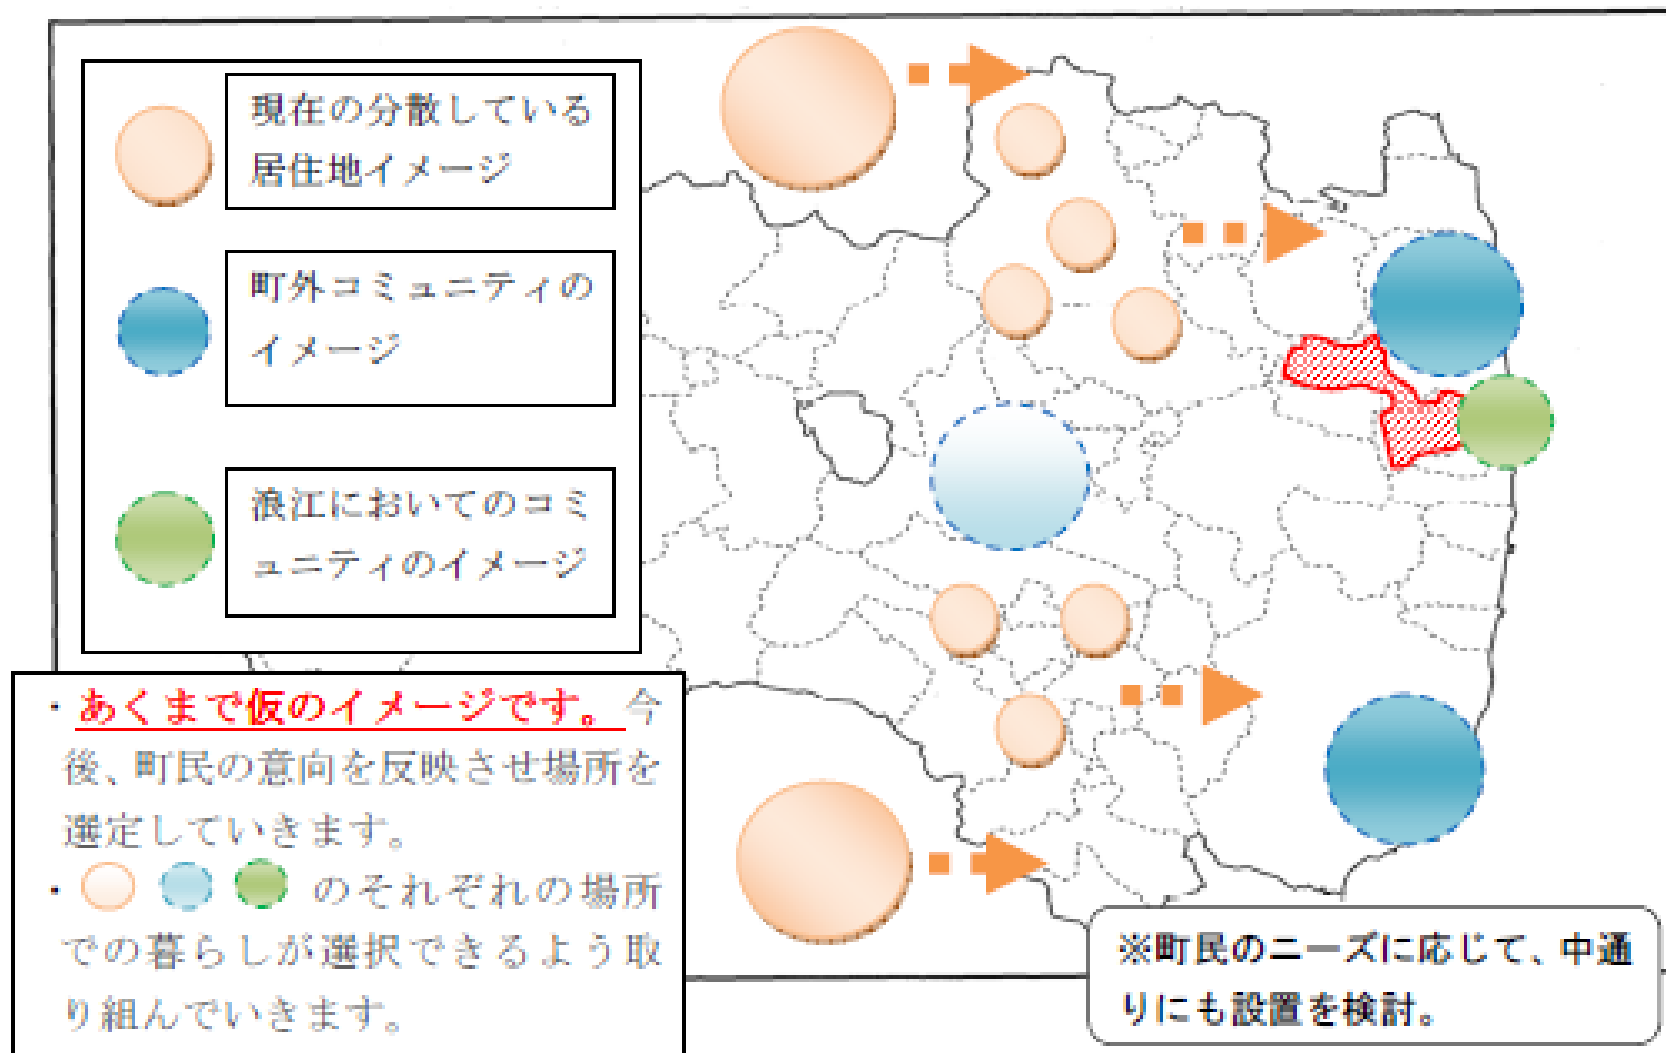 現在の分散している
居住地イメージ
町外コミュニティの
イメージ
浪江においてのコミ
ュニティのイメージ
・あくまで仮のイメージです。今
後、町民の意向を反映させ場所を
選定していきます。
・ のそれぞれの場所
での暮らしが選択できるよう取
り組んでいきます。
※町民のニーズに応じて、中通
りにも設置を検討。